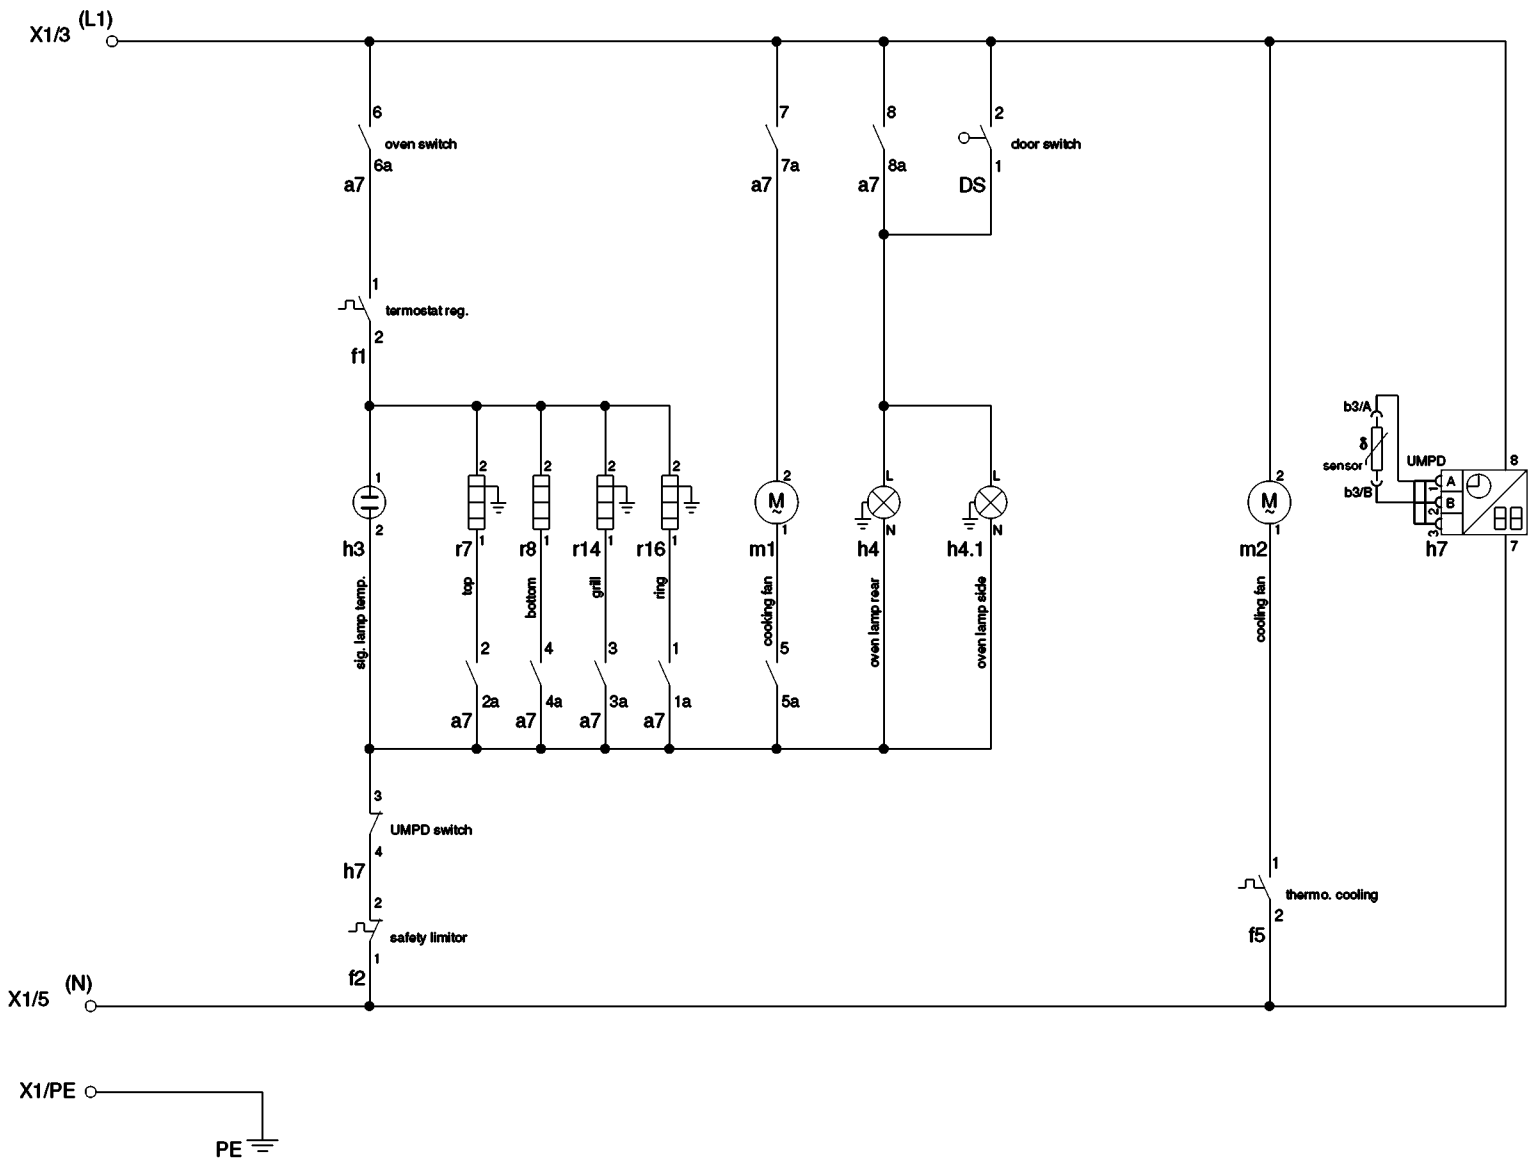 (L1)
X1/3
6
7
8
2
oven switch
door switch
6a
7a
8a
1
a7
a7
a7
DS
1
termostat reg.
2
f1
b3/A
δ
sensor
UMPD
8
b3/B
1
2
2
2
2
2
L
L
2
A
1
B
2
3
M
~
M
~
2
1
1
1
1
1
N
N
1
7
h3
r7
r8
r14
r16
m1
h4
h4.1
m2
h7
sig. lamp temp.
top
bottom
grill
ring
cooking fan
oven lamp rear
oven lamp side
cooling fan
2
4
3
1
5
2a
4a
3a
1a
5a
a7
a7
a7
a7
3
UMPD switch
4
h7
1
thermo. cooling
2
f5
2
safety limitor
1
f2
(N)
X1/5
X1/PE
PE